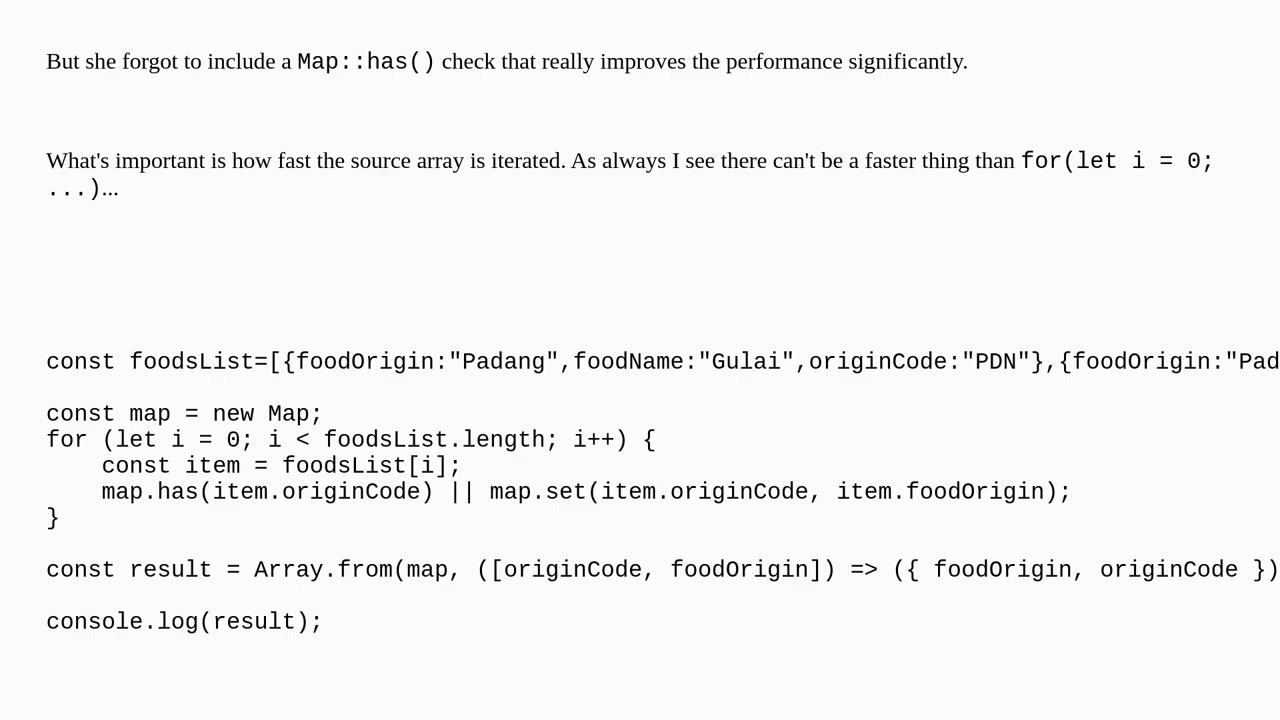 But she forgot to include a Map::has() check that really improves the performance significantly.
What's important is how fast the source array is iterated. As always I see there can't be a faster thing than for(let i = 0;
...)...
const foodsList=[{foodOrigin:"Padang",foodName:"Gulai",originCode:"PDN"},{foodOrigin:"Pad
const map = new Map;
for (let i = 0; i < foodsList.length; i++) {
    const item = foodsList[i];
    map.has(item.originCode) || map.set(item.originCode, item.foodOrigin);
}
const result = Array.from(map, ([originCode, foodOrigin]) => ({ foodOrigin, originCode })
console.log(result);